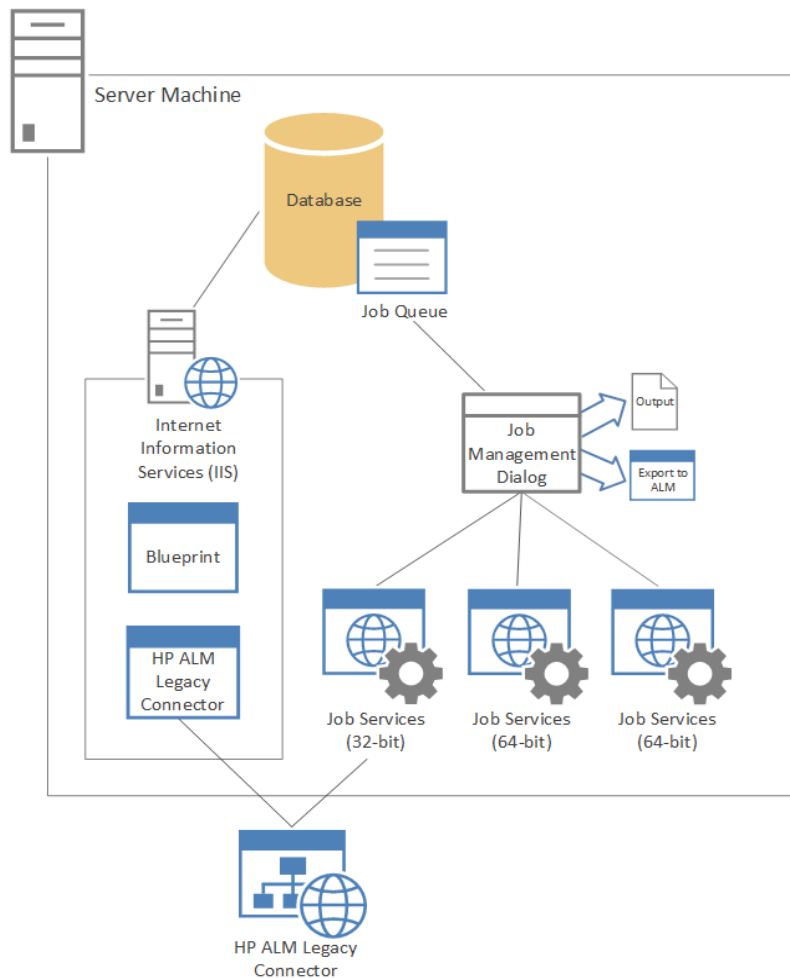 Server Machine
Database
Job Queue
Internet
Information
Services (IIS)
Job
Management
Dialog
Output
Export to
ALM
Blueprint
HP ALM
Legacy
Connector
Job Services
(32-bit)
Job Services
(64-bit)
Job Services
(64-bit)
HP ALM Legacy
Connector